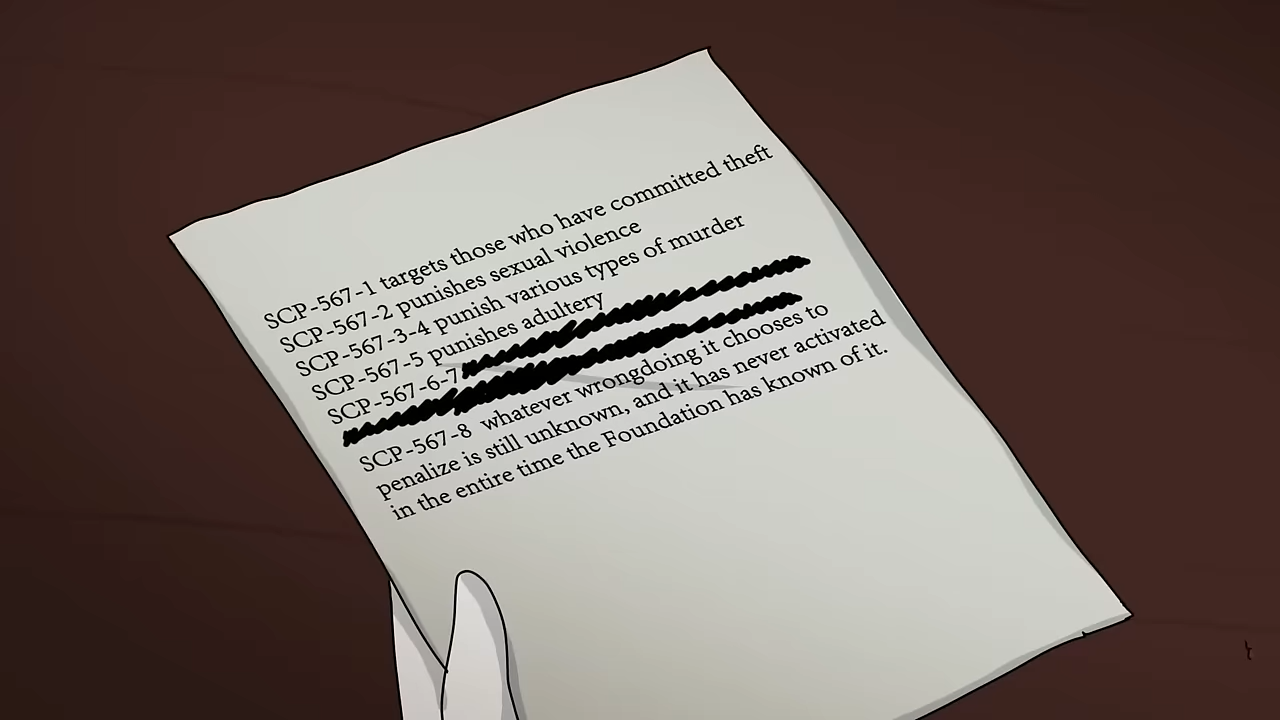 SCP-567-1 targets those who have committed theft
SCP-567-2 punishes sexual violence
SCP-567-3-4 punish various types of murder
SCP-567-5 punishes adultery
SCP-567-6-7
SCP-567-8 whatever wrongdoing it chooses to
penalize is still unknown, and it has never activated
in the entire time the Foundation has known of it.